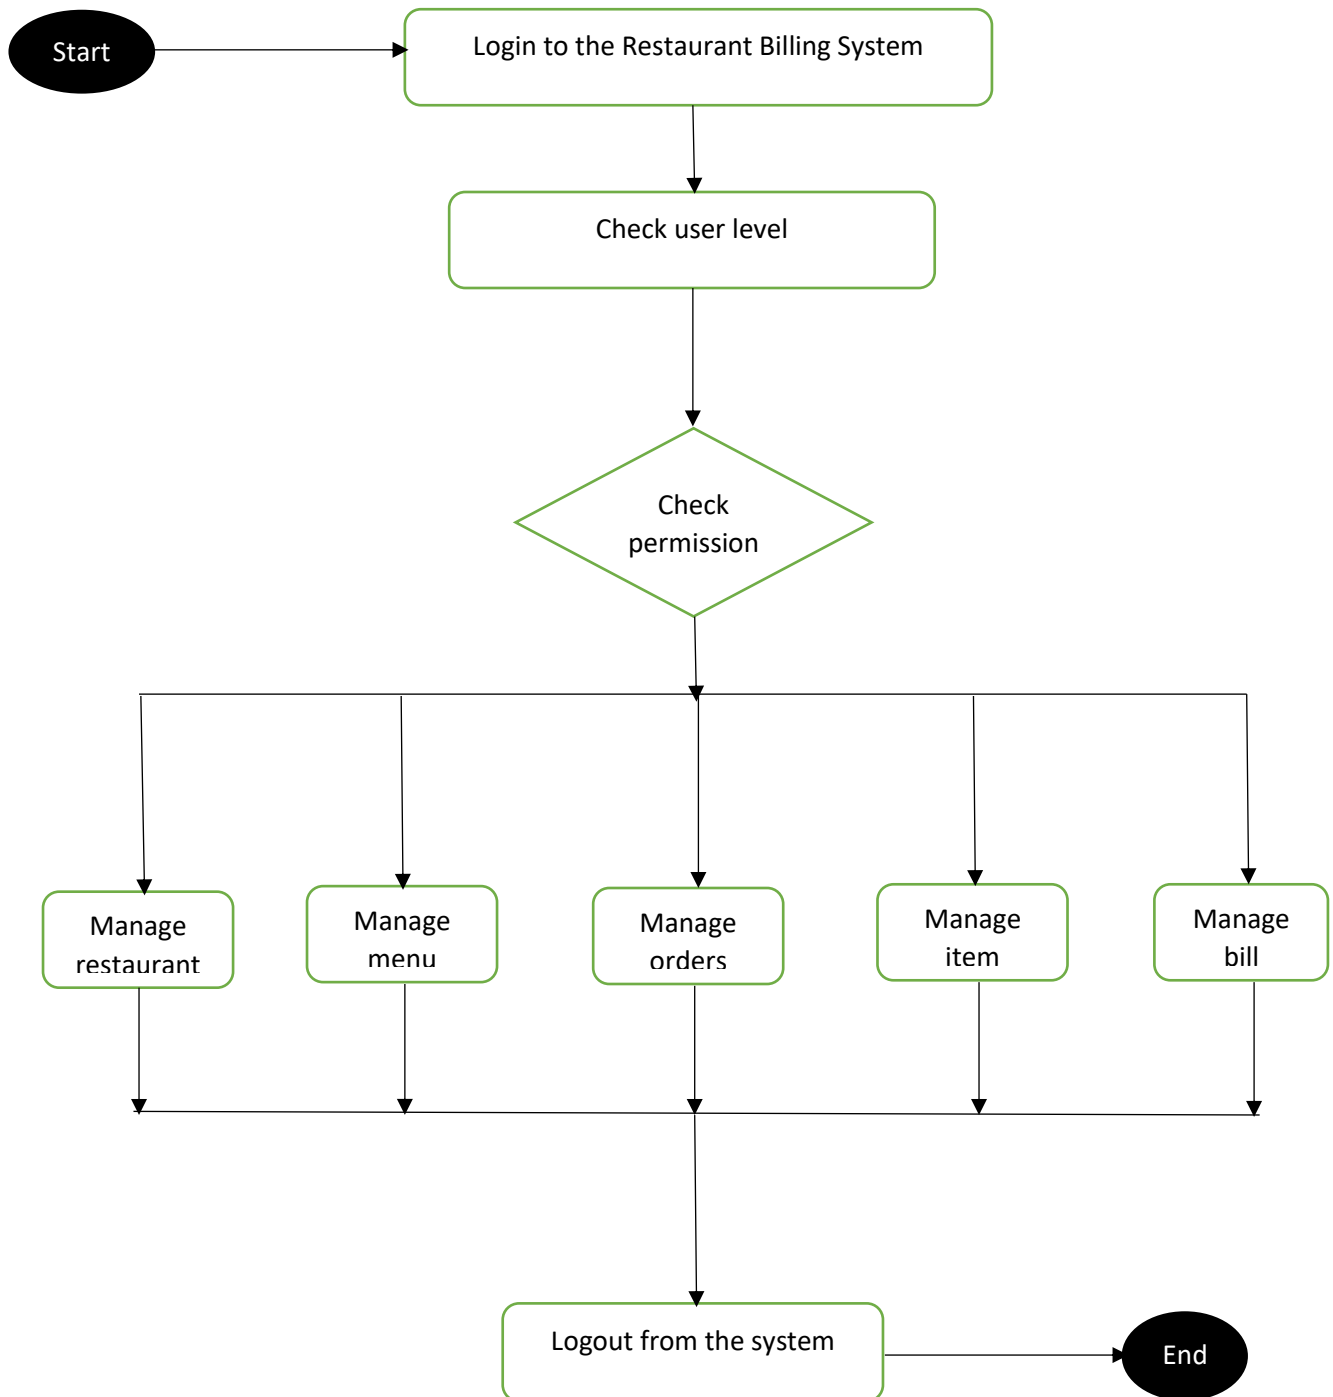 Start
Login to the Restaurant Billing System
Check user level
Check
permission
Manage
restaurant
Manage
menu
Manage
orders
Manage
item
Manage
bill
Logout from the system
End